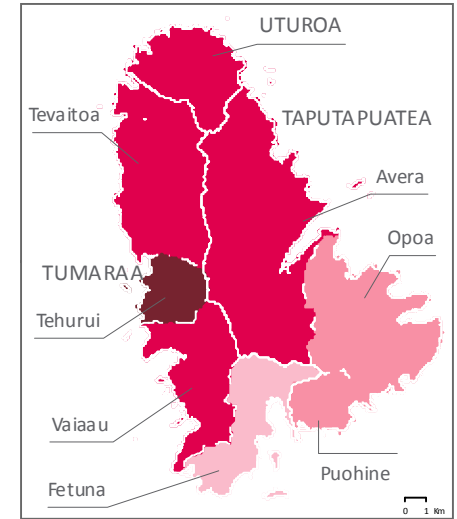 UTUROA
Tevaitoa
TAPUTAPUATEA
Avera
Opoa
TUMARAA
Tehurui
Vaiaau
Puohine
Fetuna
0 1 Km